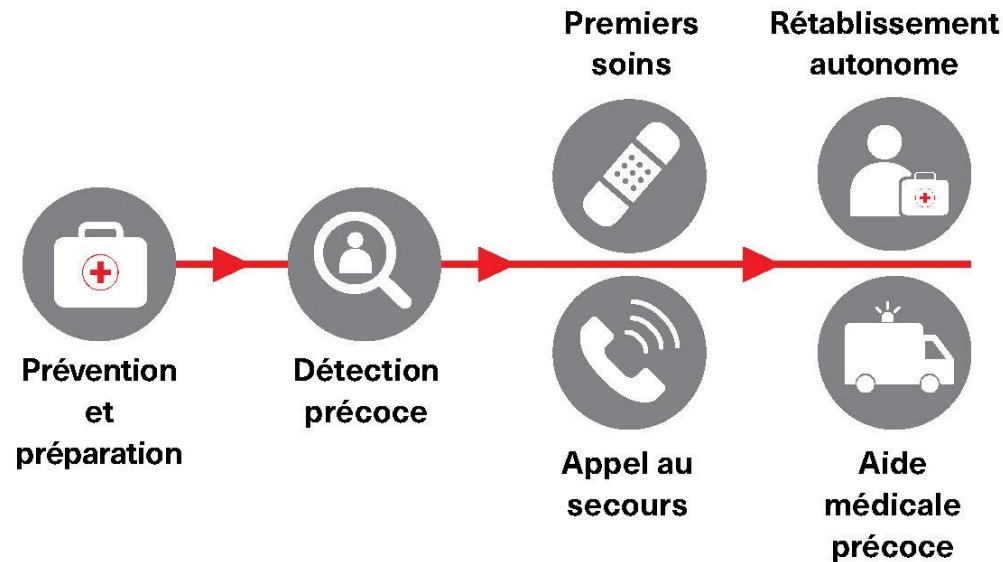 Prévention
et
préparation
Détection
précoce
Premiers
soins
Appel au
secours
Rétablissement
autonome
Aide
médicale
précoce